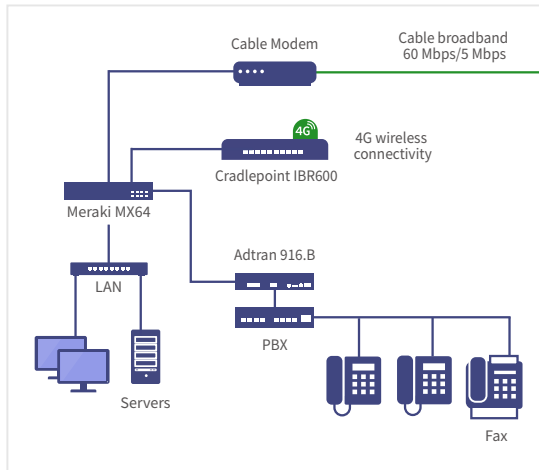 Cable Modem
Cable broadband
60 Mbps/5 Mbps
4G
4G wireless
connectivity
Cradlepoint IBR600
Meraki MX64
Adtran 916.B
LAN
PBX
Servers
Fax